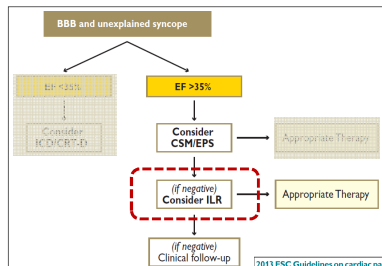 BBB and unexplained syncope
EF <35%
EF >35%
Consider
ICD/CRT-D
Consider
CSM/EPS
Appropriate Therapy
(if negative)
Consider ILR
Appropriate Therapy
(if negative)
Clinical follow-up
2013 ESC Guidelines on cardiac pa